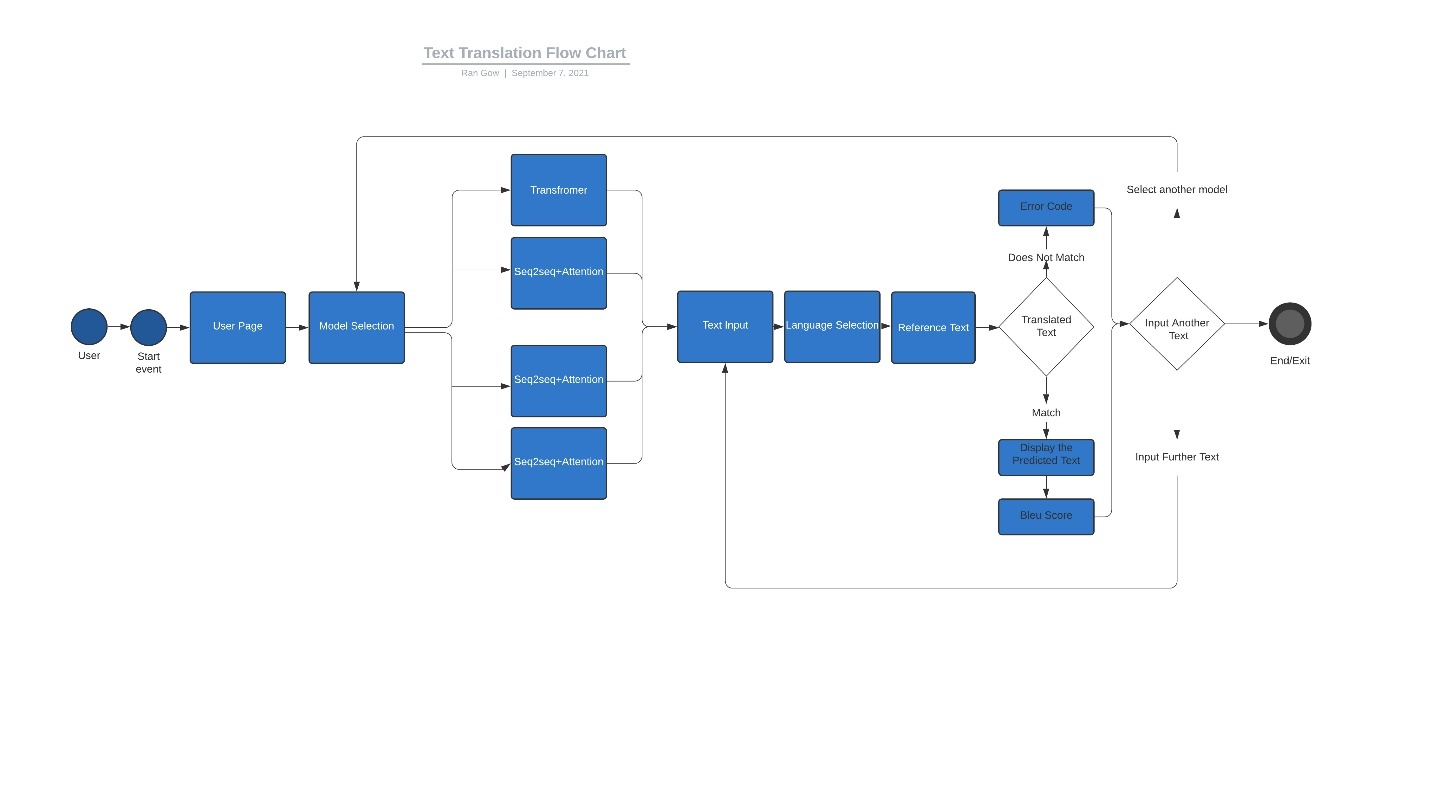 Text Translation Flow Chart
Ran Gow | September 7, 2021
User
Start
event
User Page
Model Selection
Transfromer
Seq2seq+Attention
Seq2seq+Attention
Seq2seq+Attention
Text Input
Language Selection
Reference Text
Error Code
Does Not Match
Translated
Text
Match
Display the
Predicted Text
Bleu Score
Select another model
Input Another
Text
Input Further Text
End/Exit